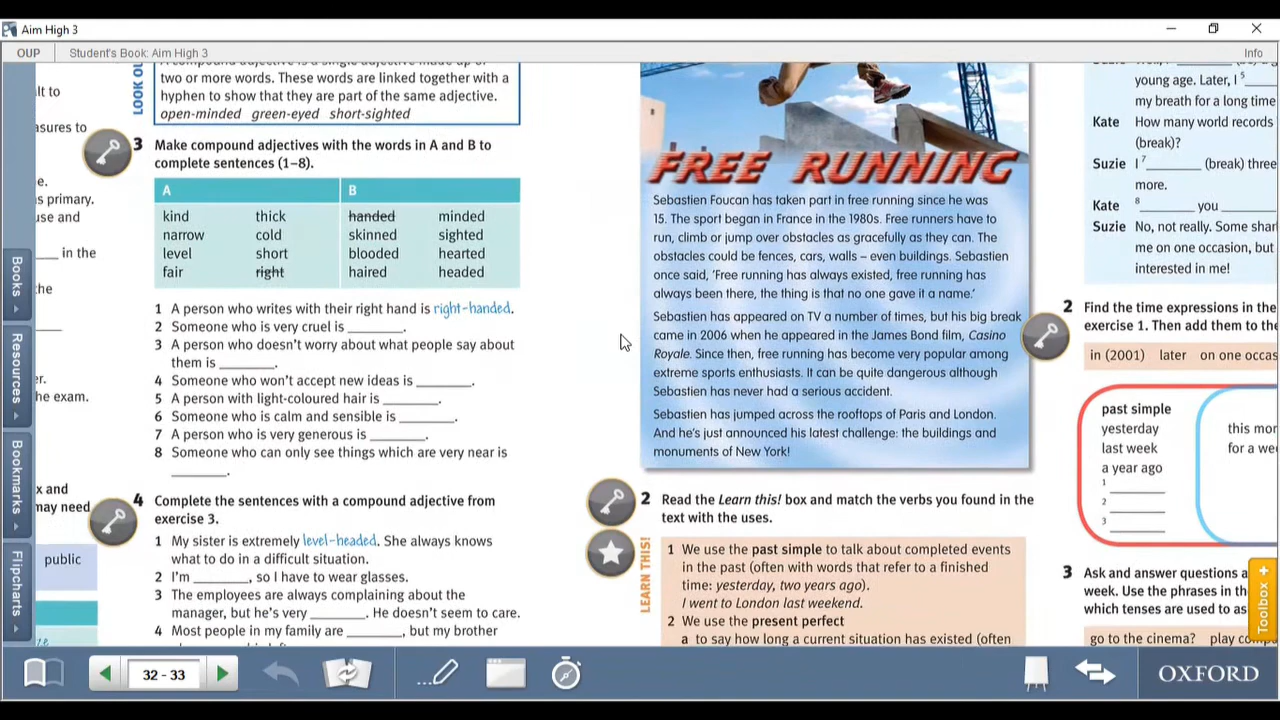 Aim High 3
OUP
Student's Book: Aim High 3
Info
lt to
asures to
e.
s primary.
use and
____ in the
the
er.
he exam.
x and
may need
public
Books
Resources
Bookmarks
Flipcharts
LOOK OU
two or more words. These words are linked together with a
hyphen to show that they are part of the same adjective.
open-minded green-eyed short-sighted
3 Make compound adjectives with the words in A and B to
complete sentences (1–8).
A B
kind thick handed minded
narrow cold skinned sighted
level short blooded hearted
fair right haired headed
1 A person who writes with their right hand is right-handed.
2 Someone who is very cruel is ________.
3 A person who doesn't worry about what people say about
them is ________.
4 Someone who won't accept new ideas is ________.
5 A person with light-coloured hair is ________.
6 Someone who is calm and sensible is ________.
7 A person who is very generous is ________.
8 Someone who can only see things which are very near is
________.
4 Complete the sentences with a compound adjective from
exercise 3.
1 My sister is extremely level-headed. She always knows
what to do in a difficult situation.
2 I'm ________, so I have to wear glasses.
3 The employees are always complaining about the
manager, but he's very ________. He doesn't seem to care.
4 Most people in my family are ________, but my brother
FREE RUNNING
Sebastien Foucan has taken part in free running since he was
15. The sport began in France in the 1980s. Free runners have to
run, climb or jump over obstacles as gracefully as they can. The
obstacles could be fences, cars, walls – even buildings. Sebastien
once said, 'Free running has always existed, free running has
always been there, the thing is that no one gave it a name.'
Sebastien has appeared on TV a number of times, but his big break
came in 2006 when he appeared in the James Bond film, Casino
Royale. Since then, free running has become very popular among
extreme sports enthusiasts. It can be quite dangerous although
Sebastien has never had a serious accident.
Sebastien has jumped across the rooftops of Paris and London.
And he's just announced his latest challenge: the buildings and
monuments of New York!
2 Read the Learn this! box and match the verbs you found in the
text with the uses.
LEARN THIS!
1 We use the past simple to talk about completed events
in the past (often with words that refer to a finished
time: yesterday, two years ago).
I went to London last weekend.
2 We use the present perfect
a to say how long a current situation has existed (often
young age. Later, I 5____
my breath for a long time
Kate How many world records
(break)?
Suzie I 7________ (break) three
more.
Kate 8________ you ________
Suzie No, not really. Some shar
me on one occasion, but
interested in me!
2 Find the time expressions in the
exercise 1. Then add them to the
in (2001) later on one occas
past simple
yesterday
last week
a year ago
1 ________
2 ________
3 ________
this mor
for a we
3 Ask and answer questions a
week. Use the phrases in th
which tenses are used to as
go to the cinema? play comp
Toolbox +
32 - 33
OXFORD